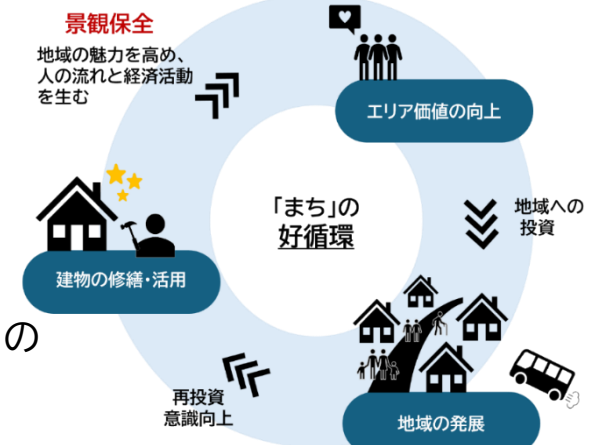 景観保全
地域の魅力を高め、
人の流れと経済活動
を生む
エリア価値の向上
「まち」の
好循環
地域への
投資
建物の修繕・活用
の
再投資
意識向上
地域の発展